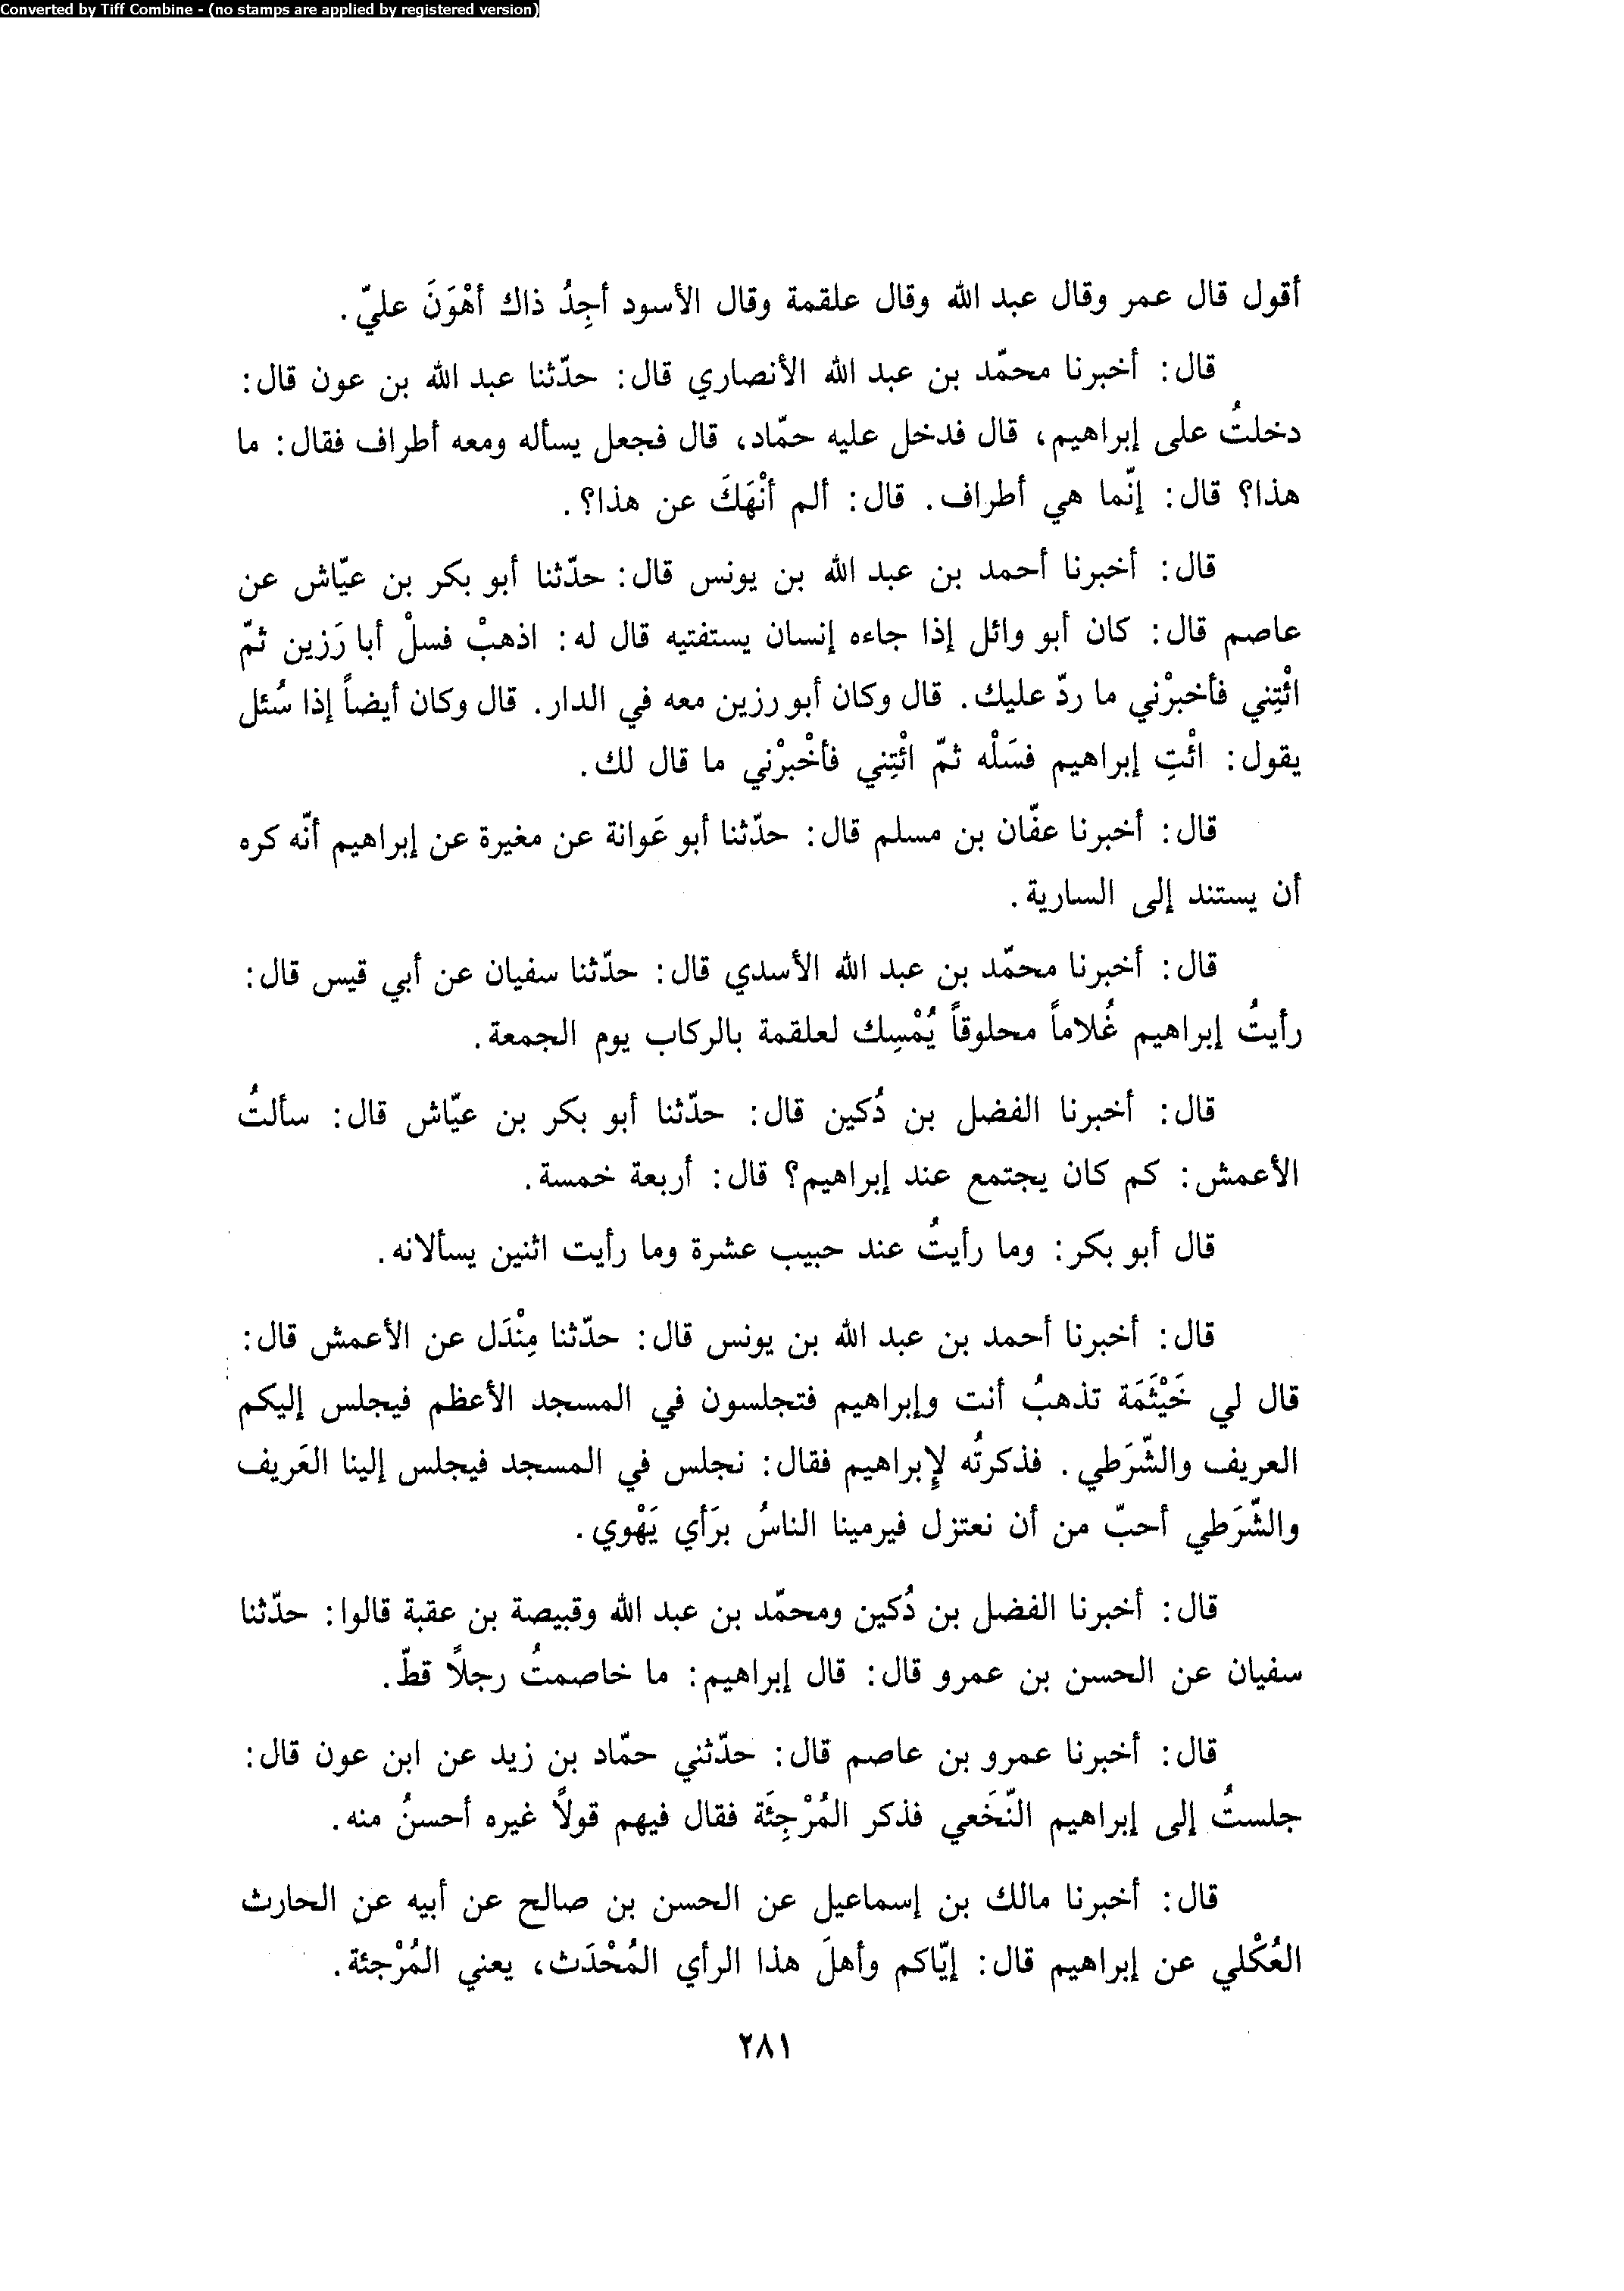 Converted by Tiff Combine - (no stamps are applied by registered version)
أقول قال عمر وقال عبد الله وقال علقمة وقال الأسود أجِدُ ذاك أهْوَنَ عليّ.
قال: أخبرنا محمّد بن عبد الله الأنصاري قال: حدّثنا عبد الله بن عون قال:
دخلتُ على إبراهيم، قال فدخل عليه حمّاد، قال فجعل يسأله ومعه أطراف فقال: ما
هذا؟ قال: إنّما هي أطراف. قال: ألم أنْهَكَ عن هذا؟.
قال: أخبرنا أحمد بن عبد الله بن يونس قال: حدّثنا أبو بكر بن عيّاش عن
عاصم قال: كان أبو وائل إذا جاءه إنسان يستفتيه قال له: اذهبْ فسلْ أبا رَزين ثمّ
ائْتِني فأخبرْني ما ردّ عليك. قال وكان أبو رزين معه في الدار. قال وكان أيضاً إذا سُئل
يقول: ائْتِ إبراهيم فسَلْه ثمّ ائْتِني فأخْبرْني ما قال لك.
قال: أخبرنا عفّان بن مسلم قال: حدّثنا أبو عَوانة عن مغيرة عن إبراهيم أنّه كره
أن يستند إلى السارية.
قال: أخبرنا محمّد بن عبد الله الأسدي قال: حدّثنا سفيان عن أبي قيس قال:
رأيتُ إبراهيم غُلاماً محلوقاً يُمْسِك لعلقمة بالركاب يوم الجمعة.
قال: أخبرنا الفضل بن دُكين قال: حدّثنا أبو بكر بن عيّاش قال: سألتُ
الأعمش: كم كان يجتمع عند إبراهيم؟ قال: أربعة خمسة.
قال أبو بكر: وما رأيتُ عند حبيب عشرة وما رأيت اثنين يسألانه.
قال: أخبرنا أحمد بن عبد الله بن يونس قال: حدّثنا مِنْدَل عن الأعمش قال:
قال لي خَيْثَمَة تذهبُ أنت وإبراهيم فتجلسون في المسجد الأعظم فيجلس إليكم
العريف والشّرَطي. فذكرتُه لإبراهيم فقال: نجلس في المسجد فيجلس إلينا العَريف
والشّرَطي أحبّ من أن نعتزل فيرمينا الناسُ برَأي يَهْوي.
قال: أخبرنا الفضل بن دُكين ومحمّد بن عبد الله وقبيصة بن عقبة قالوا: حدّثنا
سفيان عن الحسن بن عمرو قال: قال إبراهيم: ما خاصمتُ رجلاً قطّ.
قال: أخبرنا عمرو بن عاصم قال: حدّثني حمّاد بن زيد عن ابن عون قال:
جلستُ إلى إبراهيم النّخَعي فذكر المُرْجِئَة فقال فيهم قولاً غيره أحسنُ منه.
قال: أخبرنا مالك بن إسماعيل عن الحسن بن صالح عن أبيه عن الحارث
العُكْلي عن إبراهيم قال: إيّاكم وأهلَ هذا الرأي المُحْدَث، يعني المُرْجئة.
٢٨١